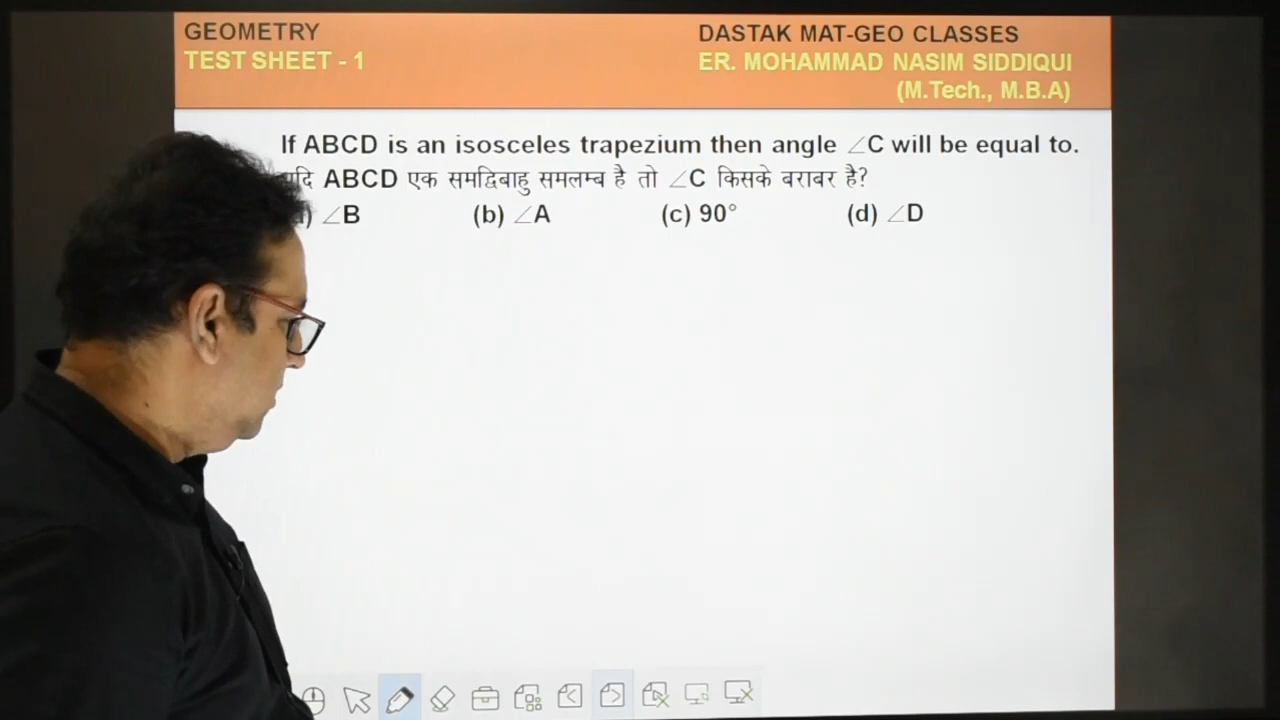 GEOMETRY
TEST SHEET - 1
DASTAK MAT-GEO CLASSES
ER. MOHAMMAD NASIM SIDDIQUI
(M.Tech., M.B.A)
If ABCD is an isosceles trapezium then angle ∠C will be equal to.
ABCD एक समद्विबाहु समलम्ब है तो ∠C किसके बराबर है?
∠B (b) ∠A (c) 90° (d) ∠D